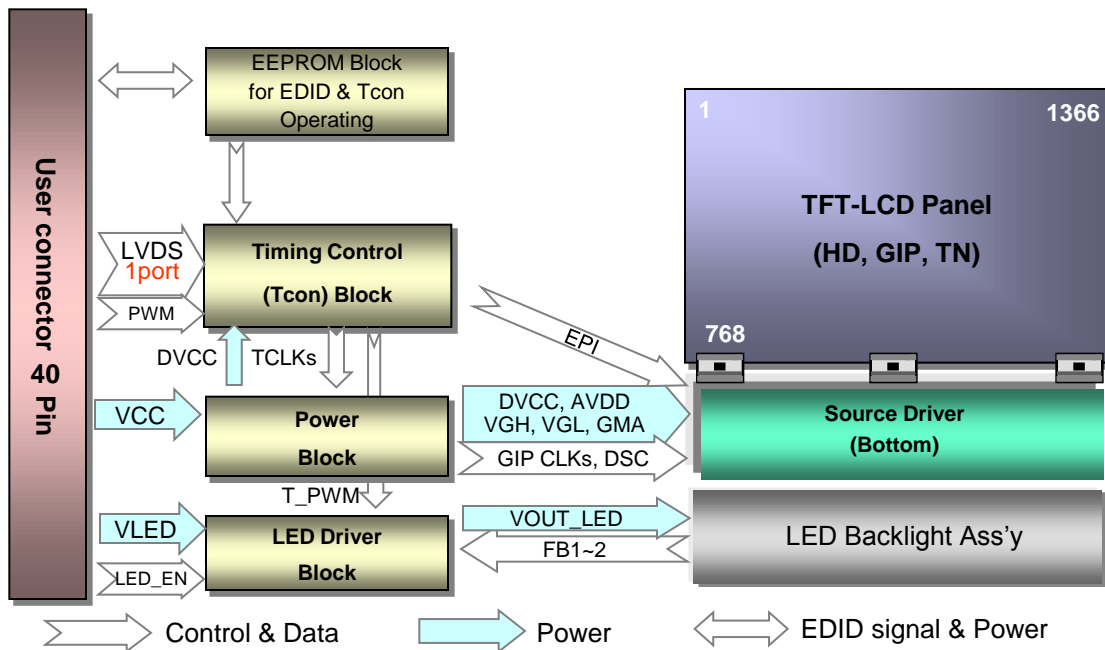 User connector 40 Pin
EEPROM Block
for EDID & Tcon
Operating
LVDS
1port
PWM
Timing Control
(Tcon) Block
DVCC
TCLKs
EPI
1
1366
TFT-LCD Panel
(HD, GIP, TN)
768
VCC
Power
Block
DVCC, AVDD
VGH, VGL, GMA
GIP CLKs, DSC
Source Driver
(Bottom)
T_PWM
VLED
LED_EN
LED Driver
Block
VOUT_LED
FB1~2
LED Backlight Ass'y
Control & Data
Power
EDID signal & Power